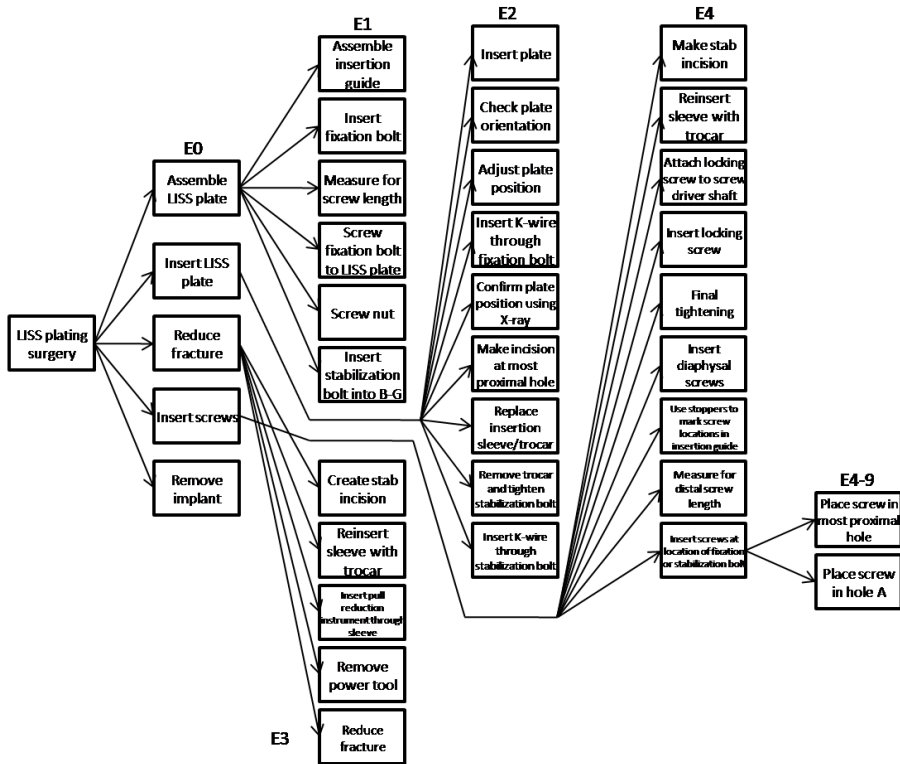 LISS plating
surgery
E0
Assemble
LISS plate
Insert LISS
plate
Reduce
fracture
Insert screws
Remove
implant
E1
Assemble
insertion
guide
Insert
fixation bolt
Measure for
screw length
Screw
fixation bolt
to LISS plate
Screw nut
Insert
stabilization
bolt into B-G
Create stab
incision
Reinsert
sleeve with
trocar
Insert pull reduction
instrument through
sleeve
Remove
power tool
Reduce
fracture
E3
E2
Insert plate
Check plate
orientation
Adjust plate
position
Insert K-wire
through
fixation bolt
Confirm plate
position using
X-ray
Make incision
at most
proximal hole
Replace
insertion
sleeve/trocar
Remove trocar
and tighten
stabilization bolt
Insert K-wire
through
stabilization bolt
E4
Make stab
incision
Reinsert
sleeve with
trocar
Attach locking
screw to screw
driver shaft
Insert locking
screw
Final
tightening
Insert
diaphysal
screws
Use stoppers to
mark screw
locations in
insertion guide
Measure for
distal screw
length
Insert screws at
location of fixation
or stabilization bolt
E4-9
Place screw in
most proximal
hole
Place screw
in hole A